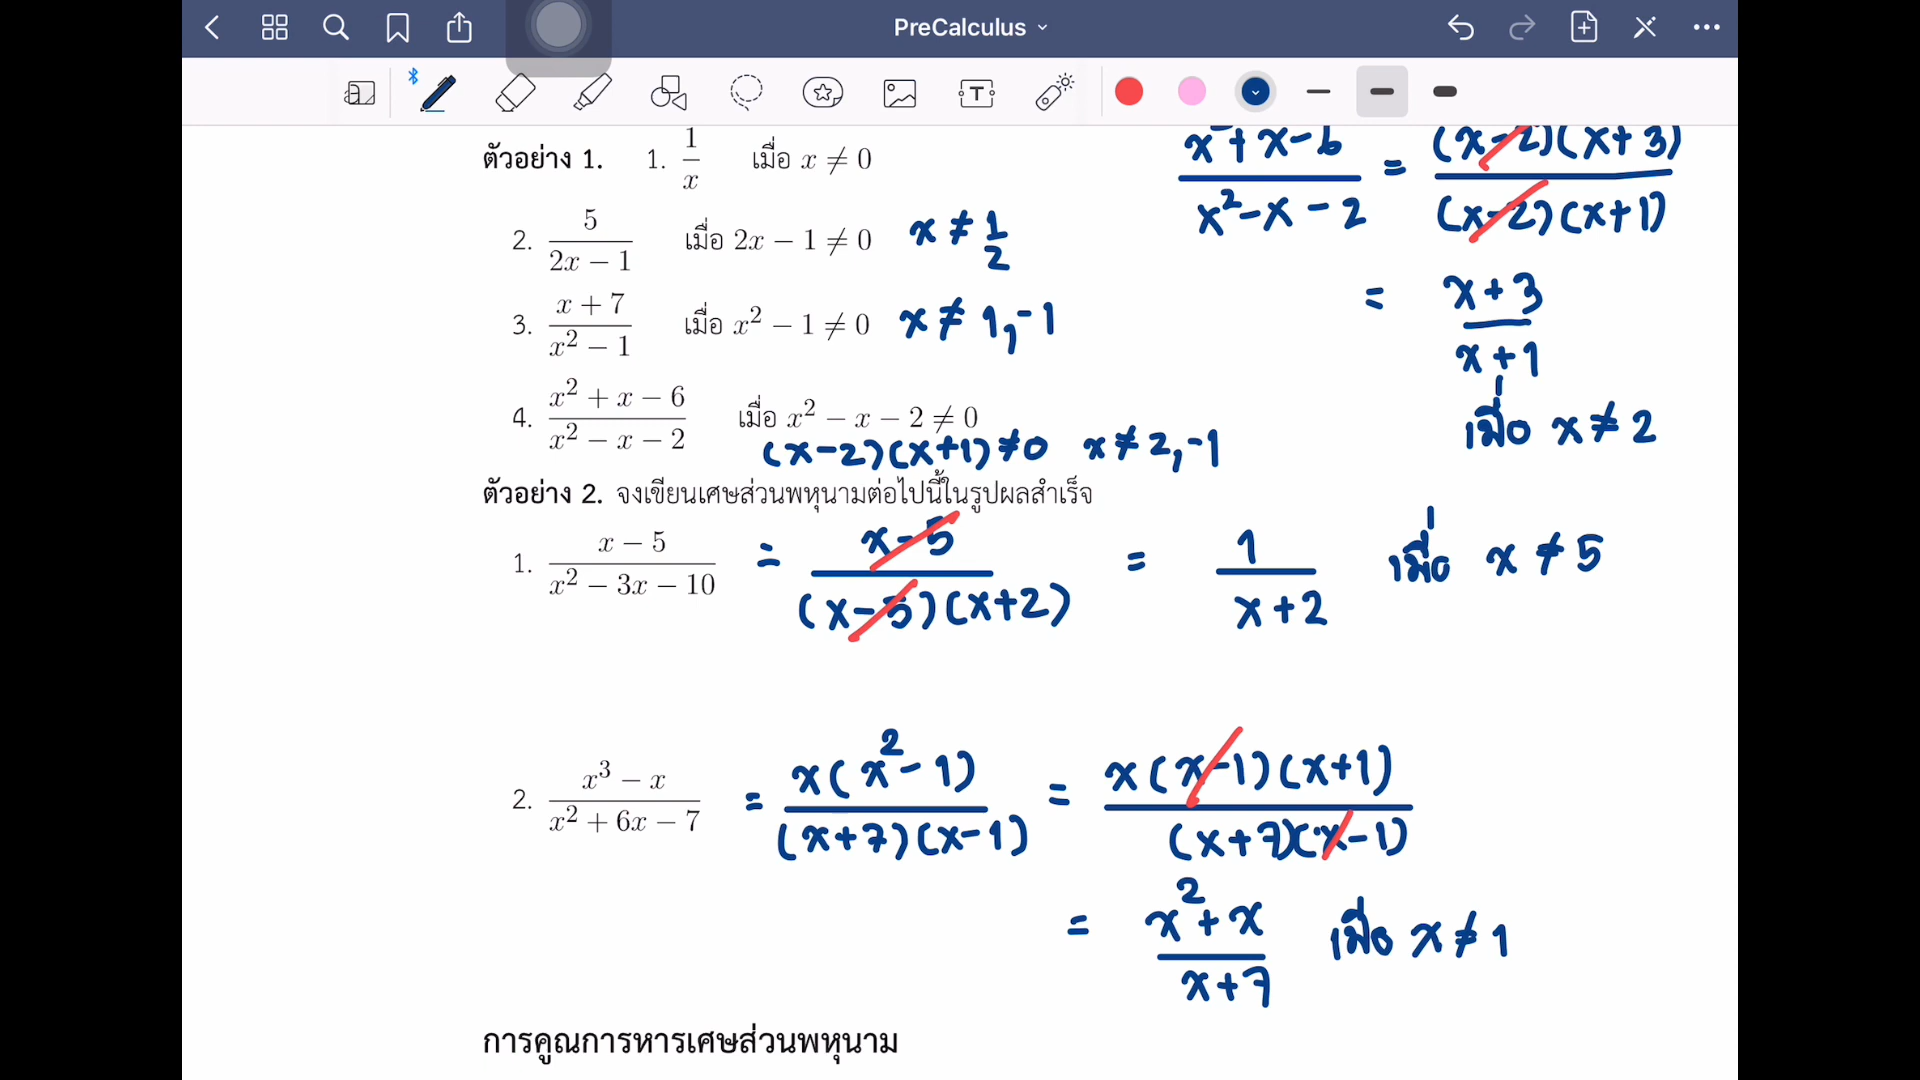 PreCalculus
ตัวอย่าง 1. 1. 1/x เมื่อ x ≠ 0
2. 5/(2x − 1) เมื่อ 2x − 1 ≠ 0 x ≠ 1/2
3. (x + 7)/(x² − 1) เมื่อ x² − 1 ≠ 0 x ≠ 1, -1
4. (x² + x − 6)/(x² − x − 2) เมื่อ x² − x − 2 ≠ 0
(x-2)(x+1) ≠ 0 x ≠ 2, -1
(x²+x-6)/(x²-x-2) = (x-2)(x+3)/(x-2)(x+1)
= (x+3)/(x+1)
เมื่อ x ≠ 2
ตัวอย่าง 2. จงเขียนเศษส่วนพหุนามต่อไปนี้ในรูปผลสำเร็จ
1. (x − 5)/(x² − 3x − 10) = (x-5)/(x-5)(x+2) = 1/(x+2) เมื่อ x ≠ 5
2. (x³ − x)/(x² + 6x − 7) = x(x²-1)/(x+7)(x-1) = x(x-1)(x+1)/(x+7)(x-1)
= (x²+x)/(x+7) เมื่อ x ≠ 1
การคูณการหารเศษส่วนพหุนาม